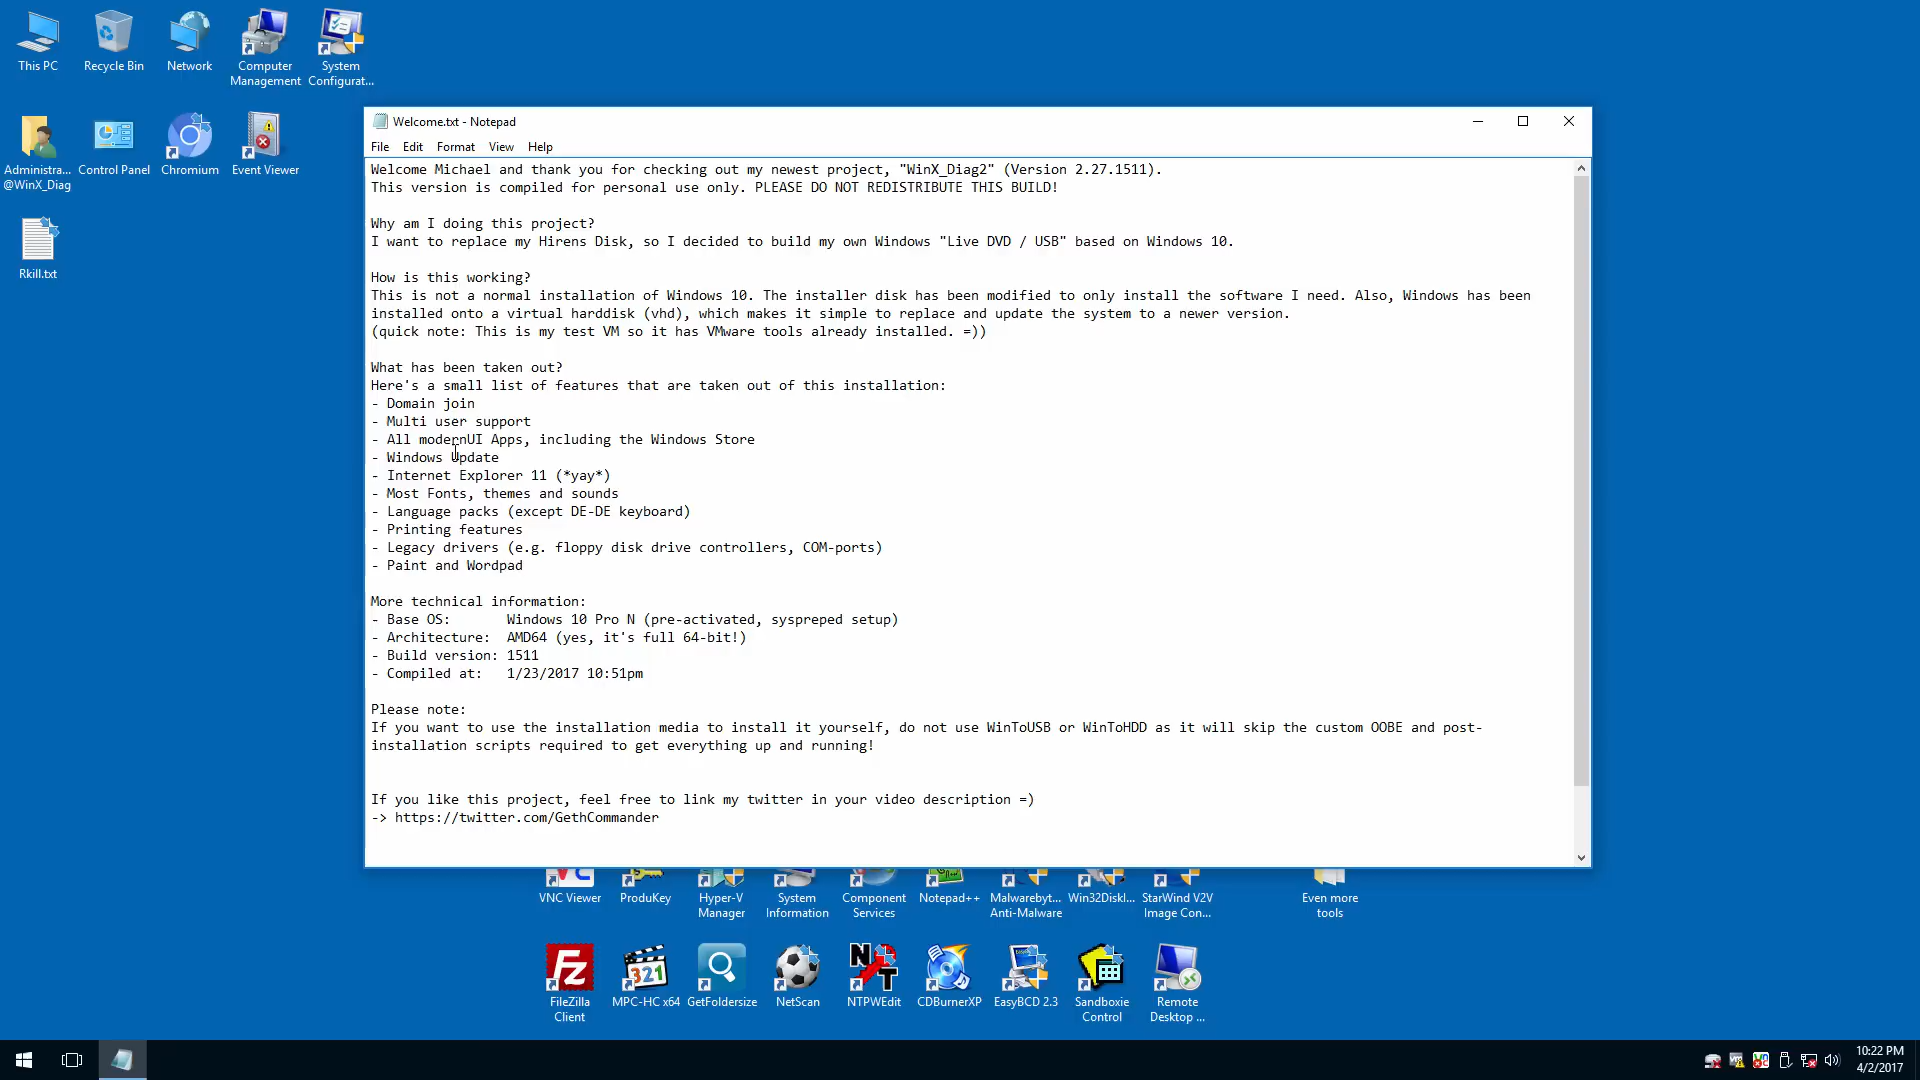 This PC
Recycle Bin
Network
Computer
Management
System
Configurat...
Administra...
@WinX_Diag
Control Panel
Chromium
Event Viewer
Rkill.txt
Welcome.txt - Notepad
File Edit Format View Help
Welcome Michael and thank you for checking out my newest project, "WinX_Diag2" (Version 2.27.1511).
This version is compiled for personal use only. PLEASE DO NOT REDISTRIBUTE THIS BUILD!
Why am I doing this project?
I want to replace my Hirens Disk, so I decided to build my own Windows "Live DVD / USB" based on Windows 10.
How is this working?
This is not a normal installation of Windows 10. The installer disk has been modified to only install the software I need. Also, Windows has been
installed onto a virtual harddisk (vhd), which makes it simple to replace and update the system to a newer version.
(quick note: This is my test VM so it has VMware tools already installed. =))
What has been taken out?
Here's a small list of features that are taken out of this installation:
- Domain join
- Multi user support
- All modernUI Apps, including the Windows Store
- Windows Update
- Internet Explorer 11 (*yay*)
- Most Fonts, themes and sounds
- Language packs (except DE-DE keyboard)
- Printing features
- Legacy drivers (e.g. floppy disk drive controllers, COM-ports)
- Paint and Wordpad
More technical information:
- Base OS: Windows 10 Pro N (pre-activated, syspreped setup)
- Architecture: AMD64 (yes, it's full 64-bit!)
- Build version: 1511
- Compiled at: 1/23/2017 10:51pm
Please note:
If you want to use the installation media to install it yourself, do not use WinToUSB or WinToHDD as it will skip the custom OOBE and post-
installation scripts required to get everything up and running!
If you like this project, feel free to link my twitter in your video description =)
-> https://twitter.com/GethCommander
VNC Viewer
ProduKey
Hyper-V
Manager
System
Information
Component
Services
Notepad++
Malwarebyt...
Anti-Malware
Win32DiskI...
StarWind V2V
Image Con...
Even more
tools
FileZilla
Client
MPC-HC x64
GetFoldersize
NetScan
NTPWEdit
CDBurnerXP
EasyBCD 2.3
Sandboxie
Control
Remote
Desktop ...
10:22 PM
4/2/2017